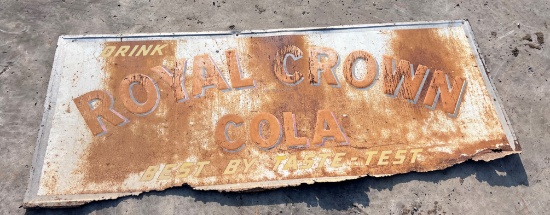 DRINK
ROYAL CROWN
COLA
BEST BY TASTE-TEST